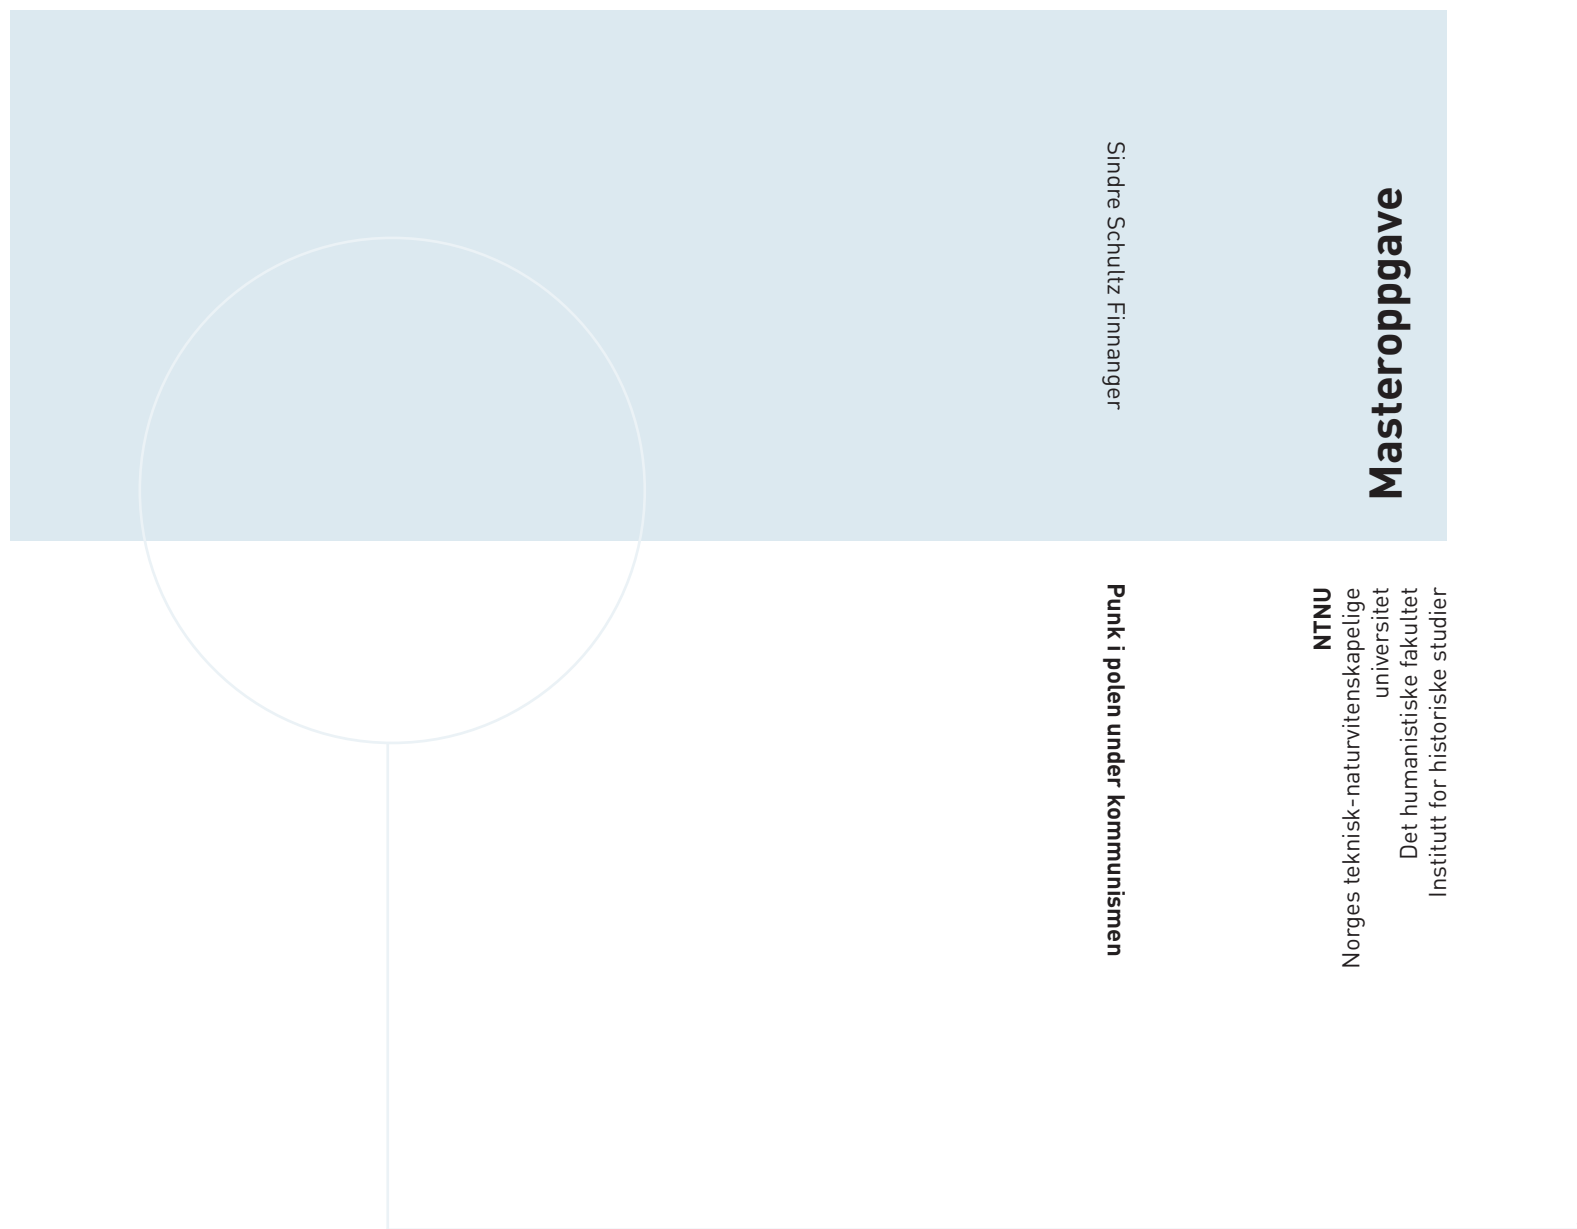 Masteroppgave
NTNU
Norges teknisk-naturvitenskapelige
universitet
Det humanistiske fakultet
Institutt for historiske studier
Sindre Schultz Finnanger
Punk i polen under kommunismen